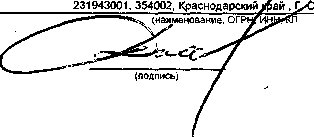 231943001, 354002, Краснодарский край , Г. С
(наименование, ОГРН, ИНН, КП
(подпись)